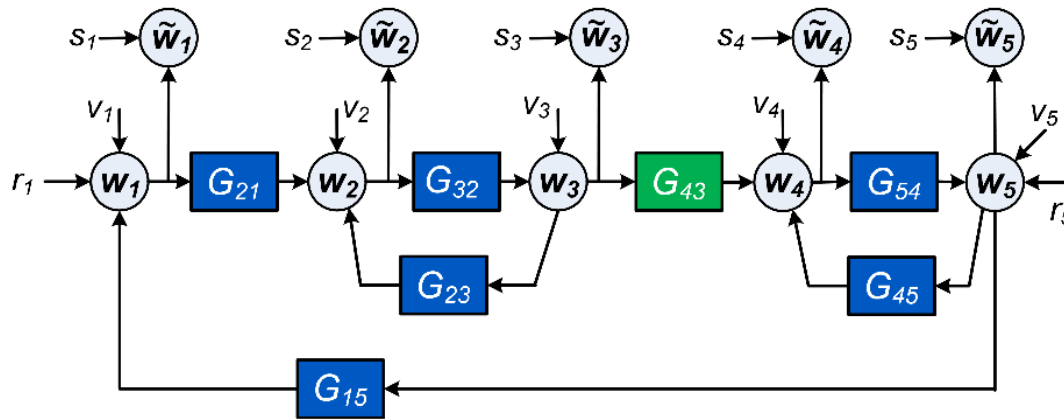 s₁ w̃₁ s₂ w̃₂ s₃ w̃₃ s₄ w̃₄ s₅ w̃₅
v₁ v₂ v₃ v₄ v₅
r₁ w₁ G₂₁ w₂ G₃₂ w₃ G₄₃ w₄ G₅₄ w₅
G₂₃ G₄₅
G₁₅